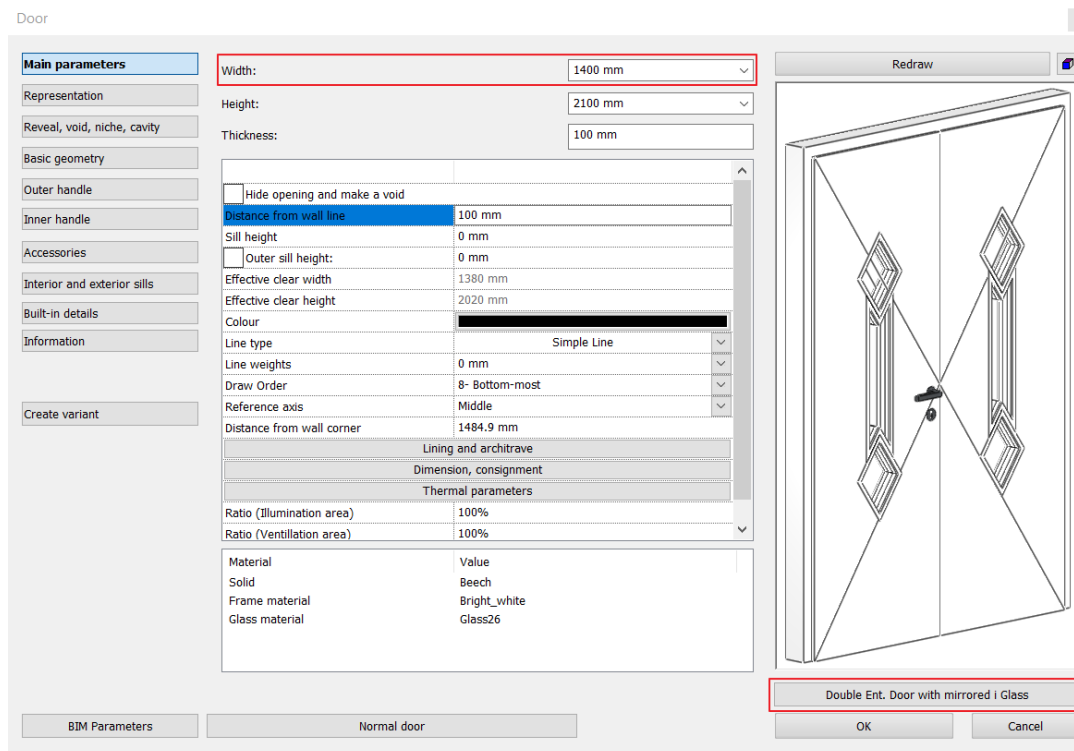 Door
Main parameters
Representation
Reveal, void, niche, cavity
Basic geometry
Outer handle
Inner handle
Accessories
Interior and exterior sills
Built-in details
Information
Create variant
BIM Parameters
Width: 1400 mm
Height: 2100 mm
Thickness: 100 mm
Hide opening and make a void
Distance from wall line 100 mm
Sill height 0 mm
Outer sill height: 0 mm
Effective clear width 1380 mm
Effective clear height 2020 mm
Colour
Line type Simple Line
Line weights 0 mm
Draw Order 8- Bottom-most
Reference axis Middle
Distance from wall corner 1484.9 mm
Lining and architrave
Dimension, consignment
Thermal parameters
Ratio (Illumination area) 100%
Ratio (Ventillation area) 100%
Material Value
Solid Beech
Frame material Bright_white
Glass material Glass26
Normal door
Redraw
Double Ent. Door with mirrored i Glass
OK Cancel